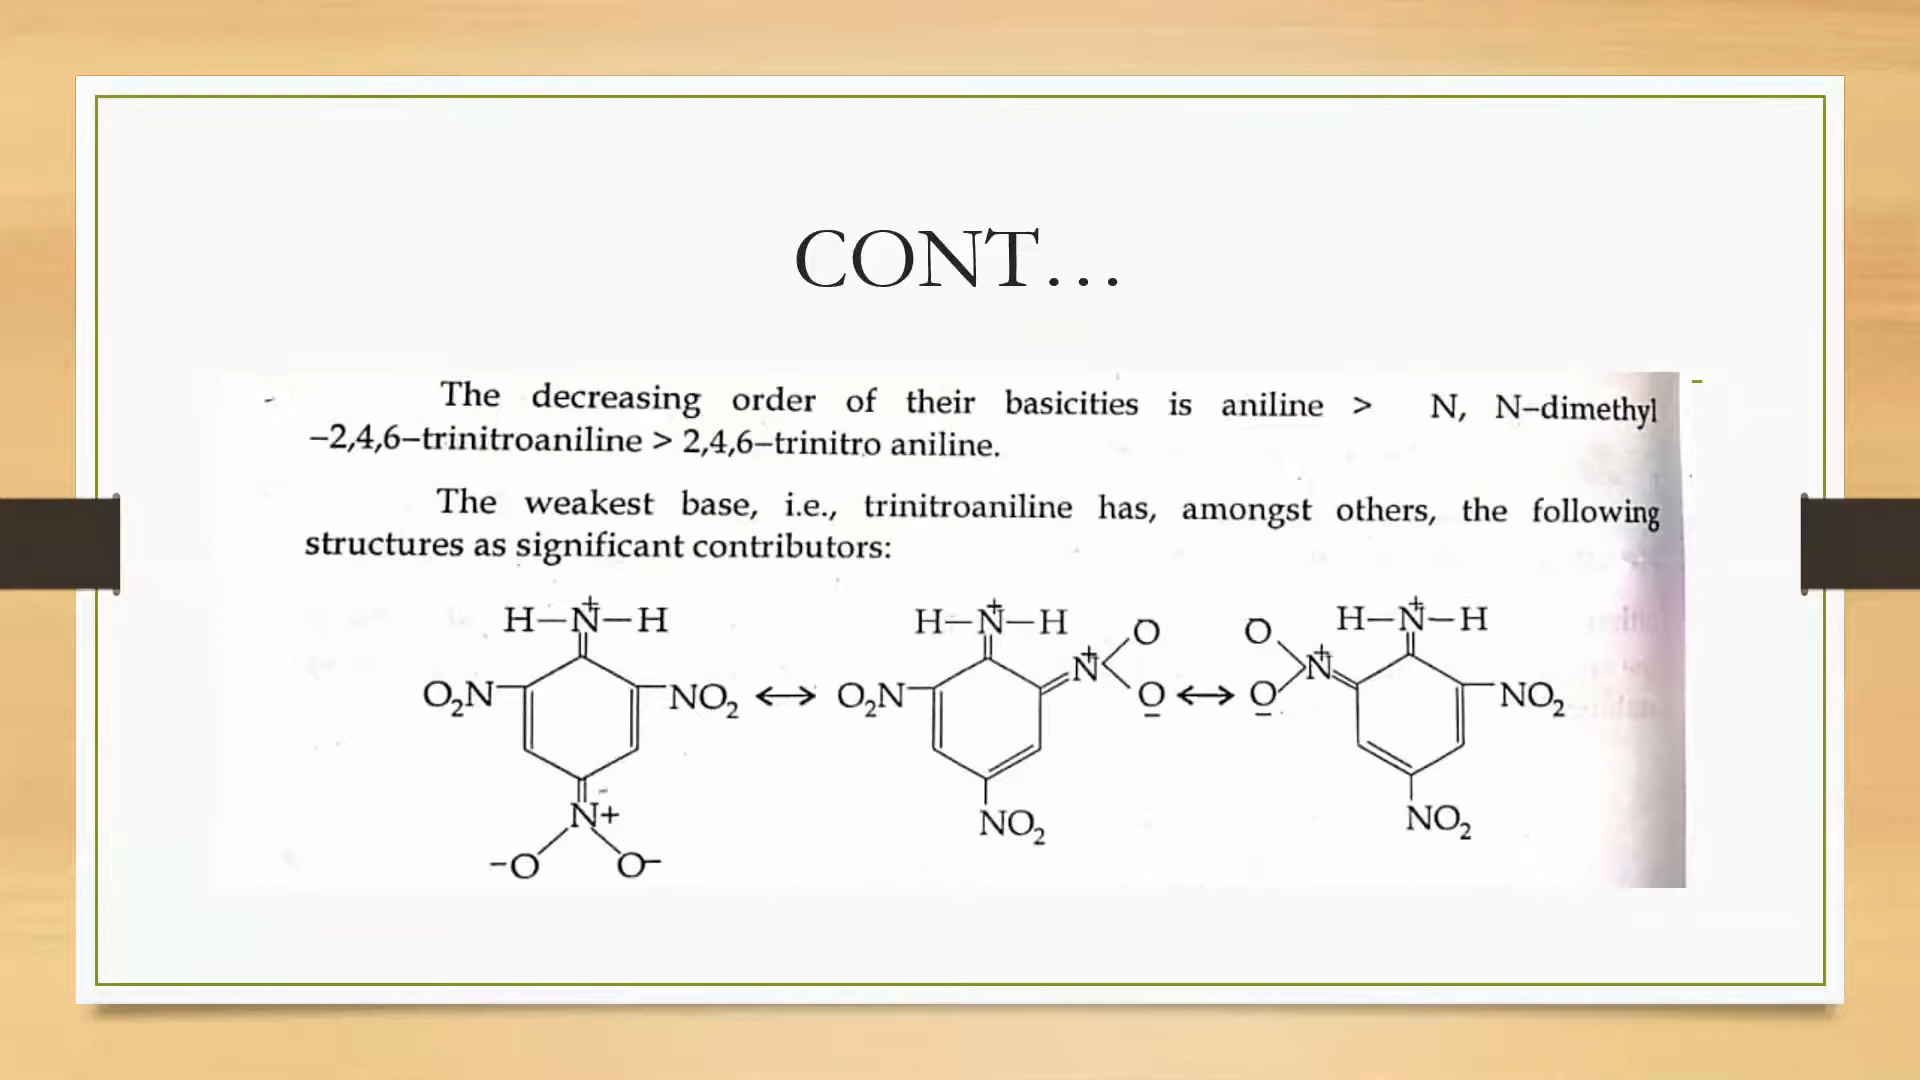 CONT...
The decreasing order of their basicities is aniline > N, N–dimethyl
–2,4,6–trinitroaniline > 2,4,6–trinitro aniline.
The weakest base, i.e., trinitroaniline has, amongst others, the following
structures as significant contributors:
H–N⁺–H
O₂N
NO₂
N+
–O
O–
H–N⁺–H
O₂N
N⁺
O
O̲
NO₂
H–N⁺–H
O
N⁺
O̲
NO₂
NO₂